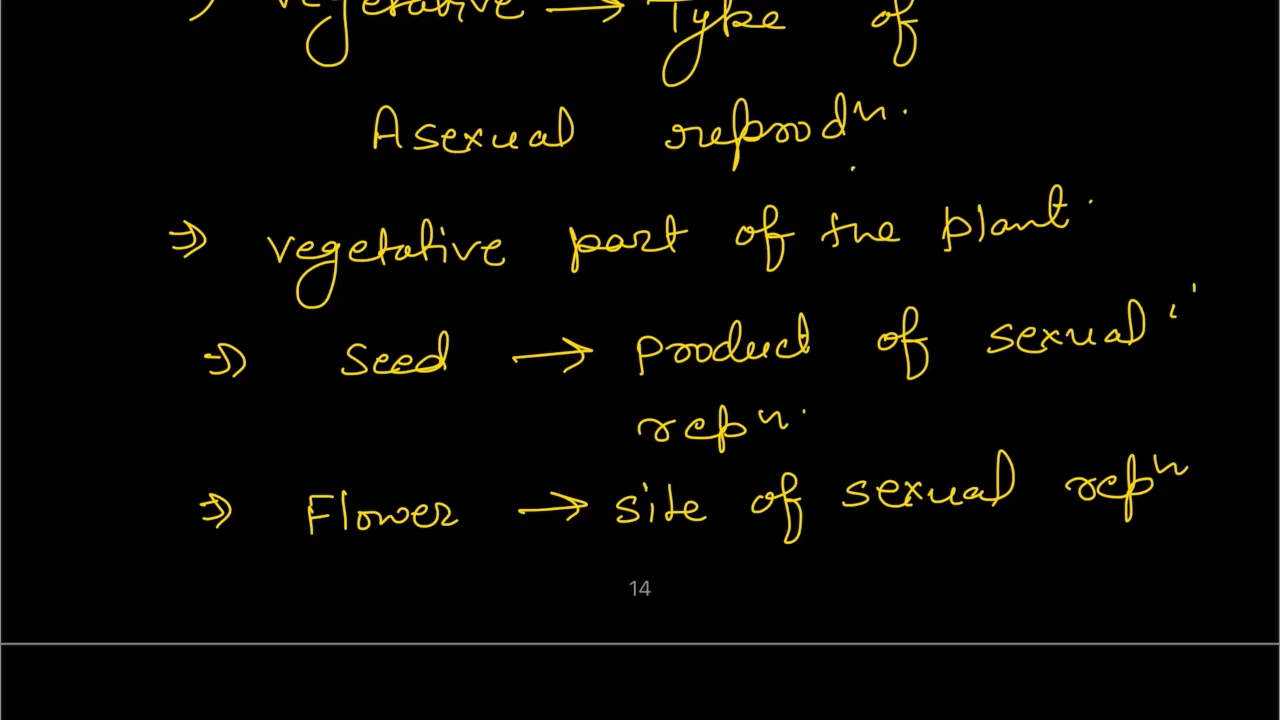 ⇒ vegetative → Type of
Asexual reprodⁿ.
⇒ vegetative part of the plant.
⇒ seed → product of sexual
repⁿ.
⇒ Flower → site of sexual repⁿ
14